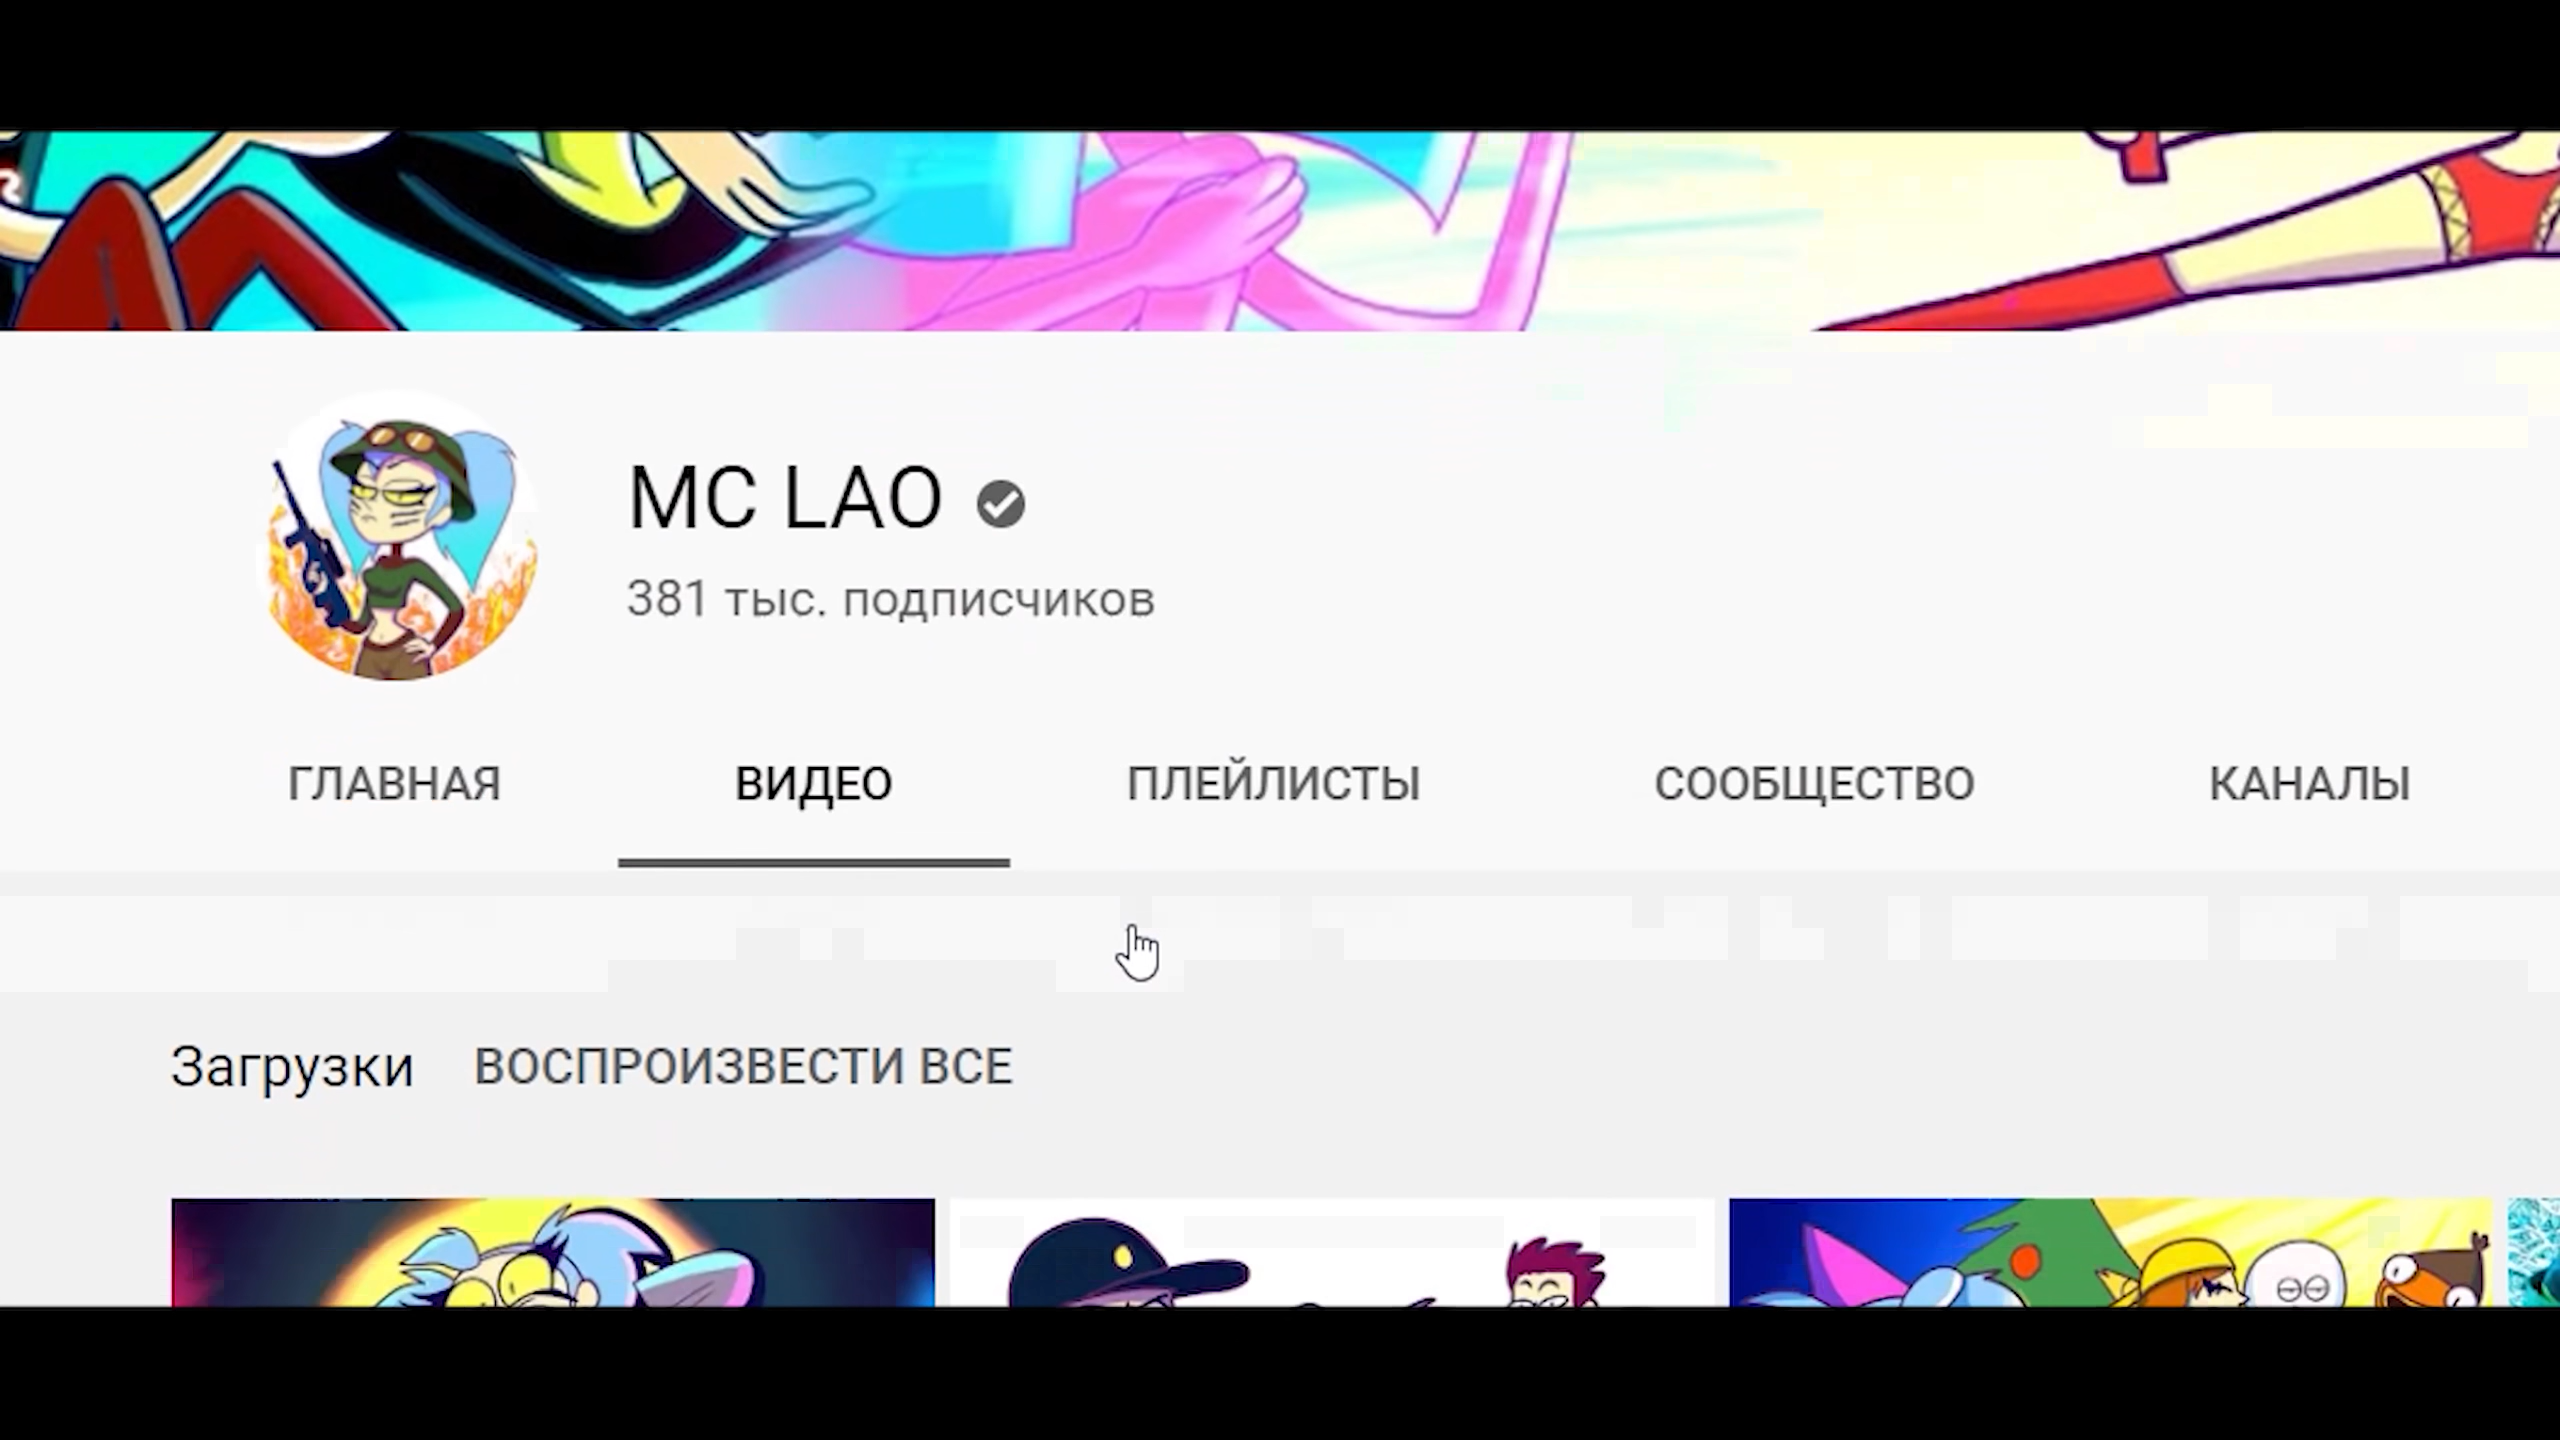 MC LAO
381 тыс. подписчиков
ГЛАВНАЯ ВИДЕО ПЛЕЙЛИСТЫ СООБЩЕСТВО КАНАЛЫ
Загрузки ВОСПРОИЗВЕСТИ ВСЕ